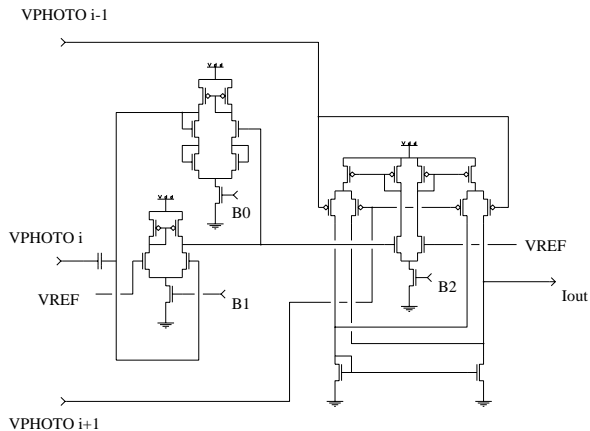 VPHOTO i-1
Vdd
Vdd
B0
Vdd
VPHOTO i
VREF
VREF
B2
B1
Iout
VPHOTO i+1